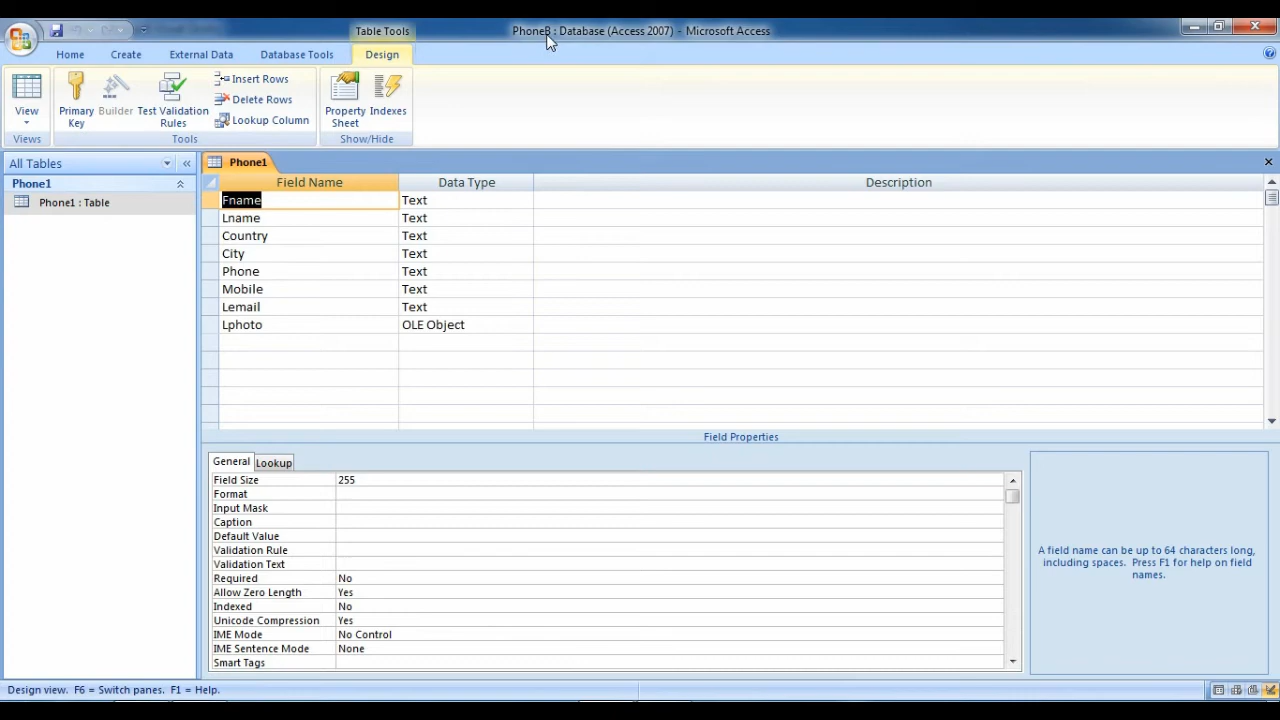 Table Tools
PhoneB : Database (Access 2007) - Microsoft Access
Home Create External Data Database Tools Design
View
Primary Key
Builder
Test Validation Rules
Insert Rows
Delete Rows
Lookup Column
Property Sheet
Indexes
Views Tools Show/Hide
All Tables
Phone1
Phone1 : Table
Phone1
Field Name Data Type Description
Fname Text
Lname Text
Country Text
City Text
Phone Text
Mobile Text
Lemail Text
Lphoto OLE Object
Field Properties
General Lookup
Field Size 255
Format
Input Mask
Caption
Default Value
Validation Rule
Validation Text
Required No
Allow Zero Length Yes
Indexed No
Unicode Compression Yes
IME Mode No Control
IME Sentence Mode None
Smart Tags
A field name can be up to 64 characters long,
including spaces. Press F1 for help on field
names.
Design view. F6 = Switch panes. F1 = Help.